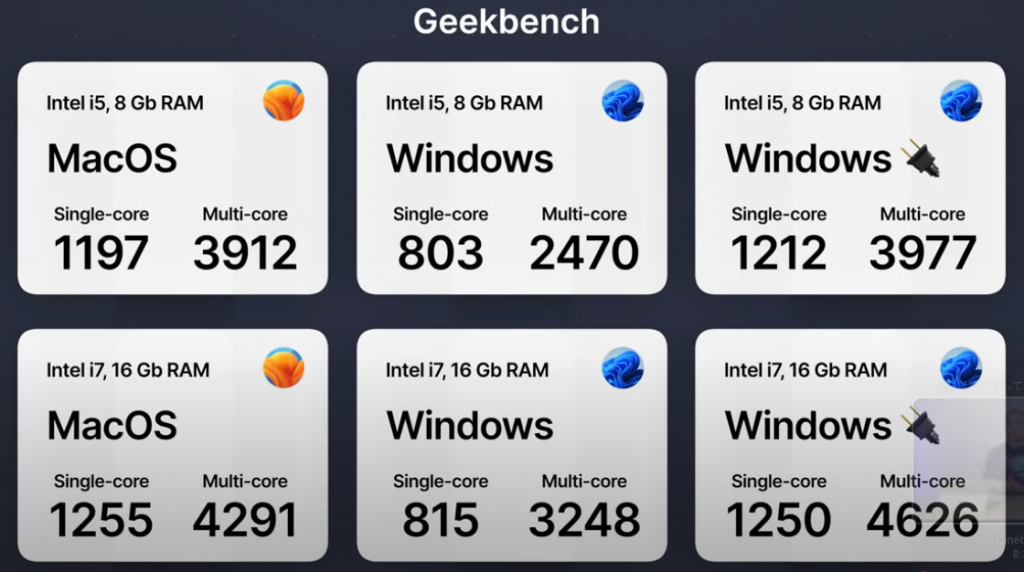 Geekbench
Intel i5, 8 Gb RAM
MacOS
Single-core Multi-core
1197 3912
Intel i5, 8 Gb RAM
Windows
Single-core Multi-core
803 2470
Intel i5, 8 Gb RAM
Windows
Single-core Multi-core
1212 3977
Intel i7, 16 Gb RAM
MacOS
Single-core Multi-core
1255 4291
Intel i7, 16 Gb RAM
Windows
Single-core Multi-core
815 3248
Intel i7, 16 Gb RAM
Windows
Single-core Multi-core
1250 4626